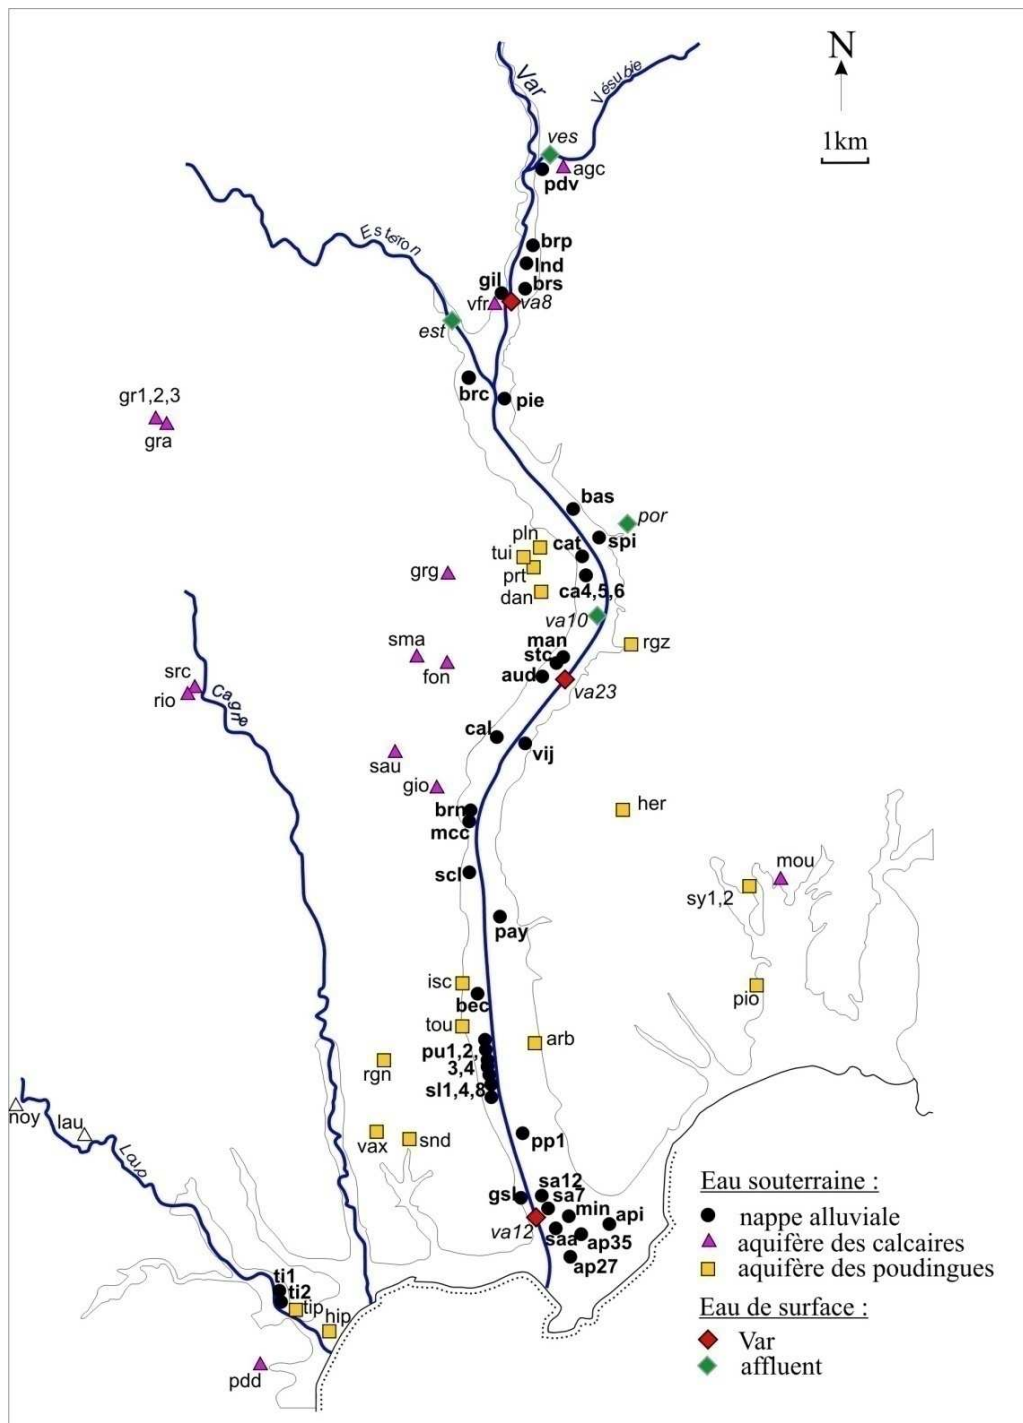 N
1km
Var
Vésubie
ves
agc
pdv
Esteron
brp
lnd
gil
brs
vfr
va8
est
brc
pie
gr1,2,3
gra
bas
por
pln
cat
spi
tui
grg
prt
dan
ca4,5,6
va10
man
rgz
sma
stc
fon
aud
src
rio
Cagne
va23
cal
vij
sau
gio
brn
her
mcc
mou
scl
sy1,2
pay
isc
pio
bec
tou
arb
pu1,2,
3,4
rgn
sl1,4,8
noy
lau
vax
snd
pp1
Loup
sa12
gsl
sa7
min
api
va12
saa
ap35
ap27
ti1
ti2
tip
hip
pdd
Eau souterraine :
nappe alluviale
aquifère des calcaires
aquifère des poudingues
Eau de surface :
Var
affluent